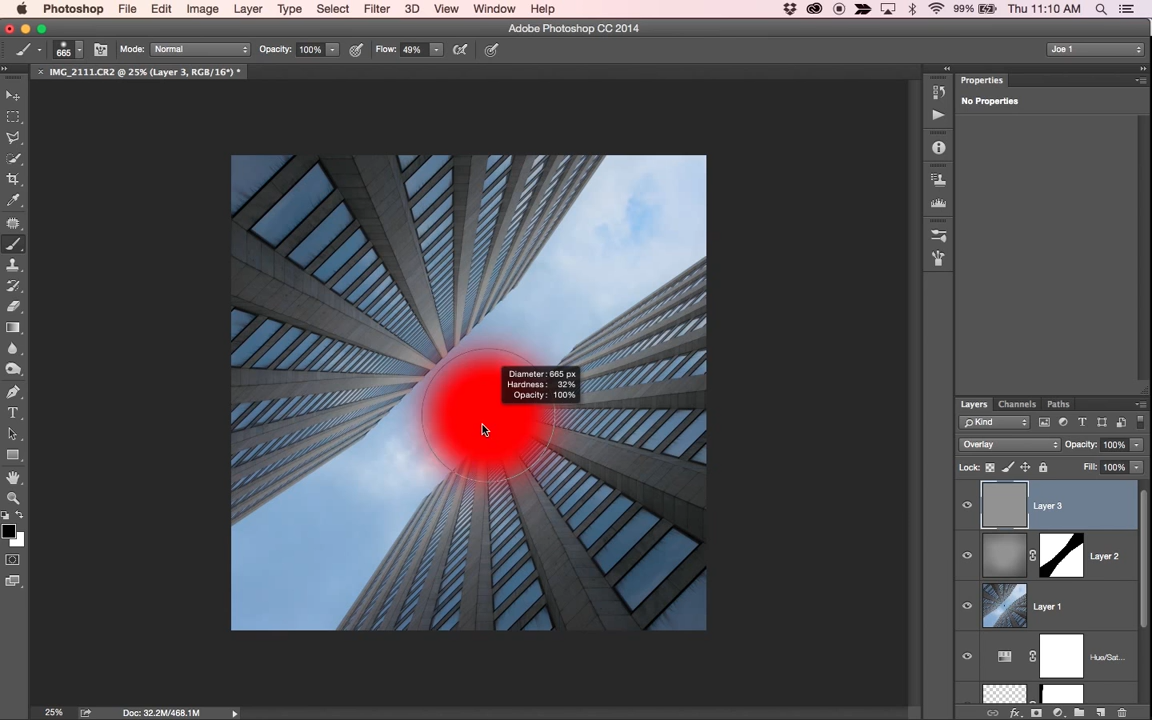 Photoshop File Edit Image Layer Type Select Filter 3D View Window Help 99% Thu 11:10 AM
Adobe Photoshop CC 2014
665 Mode: Normal Opacity: 100% Flow: 49% Joe 1
IMG_2111.CR2 @ 25% (Layer 3, RGB/16*) *
Properties
No Properties
Diameter: 665 px
Hardness: 32%
Opacity: 100%
Layers Channels Paths
Kind
Overlay Opacity: 100%
Lock: Fill: 100%
Layer 3
Layer 2
Layer 1
Hue/Sat...
25% Doc: 32.2M/468.1M